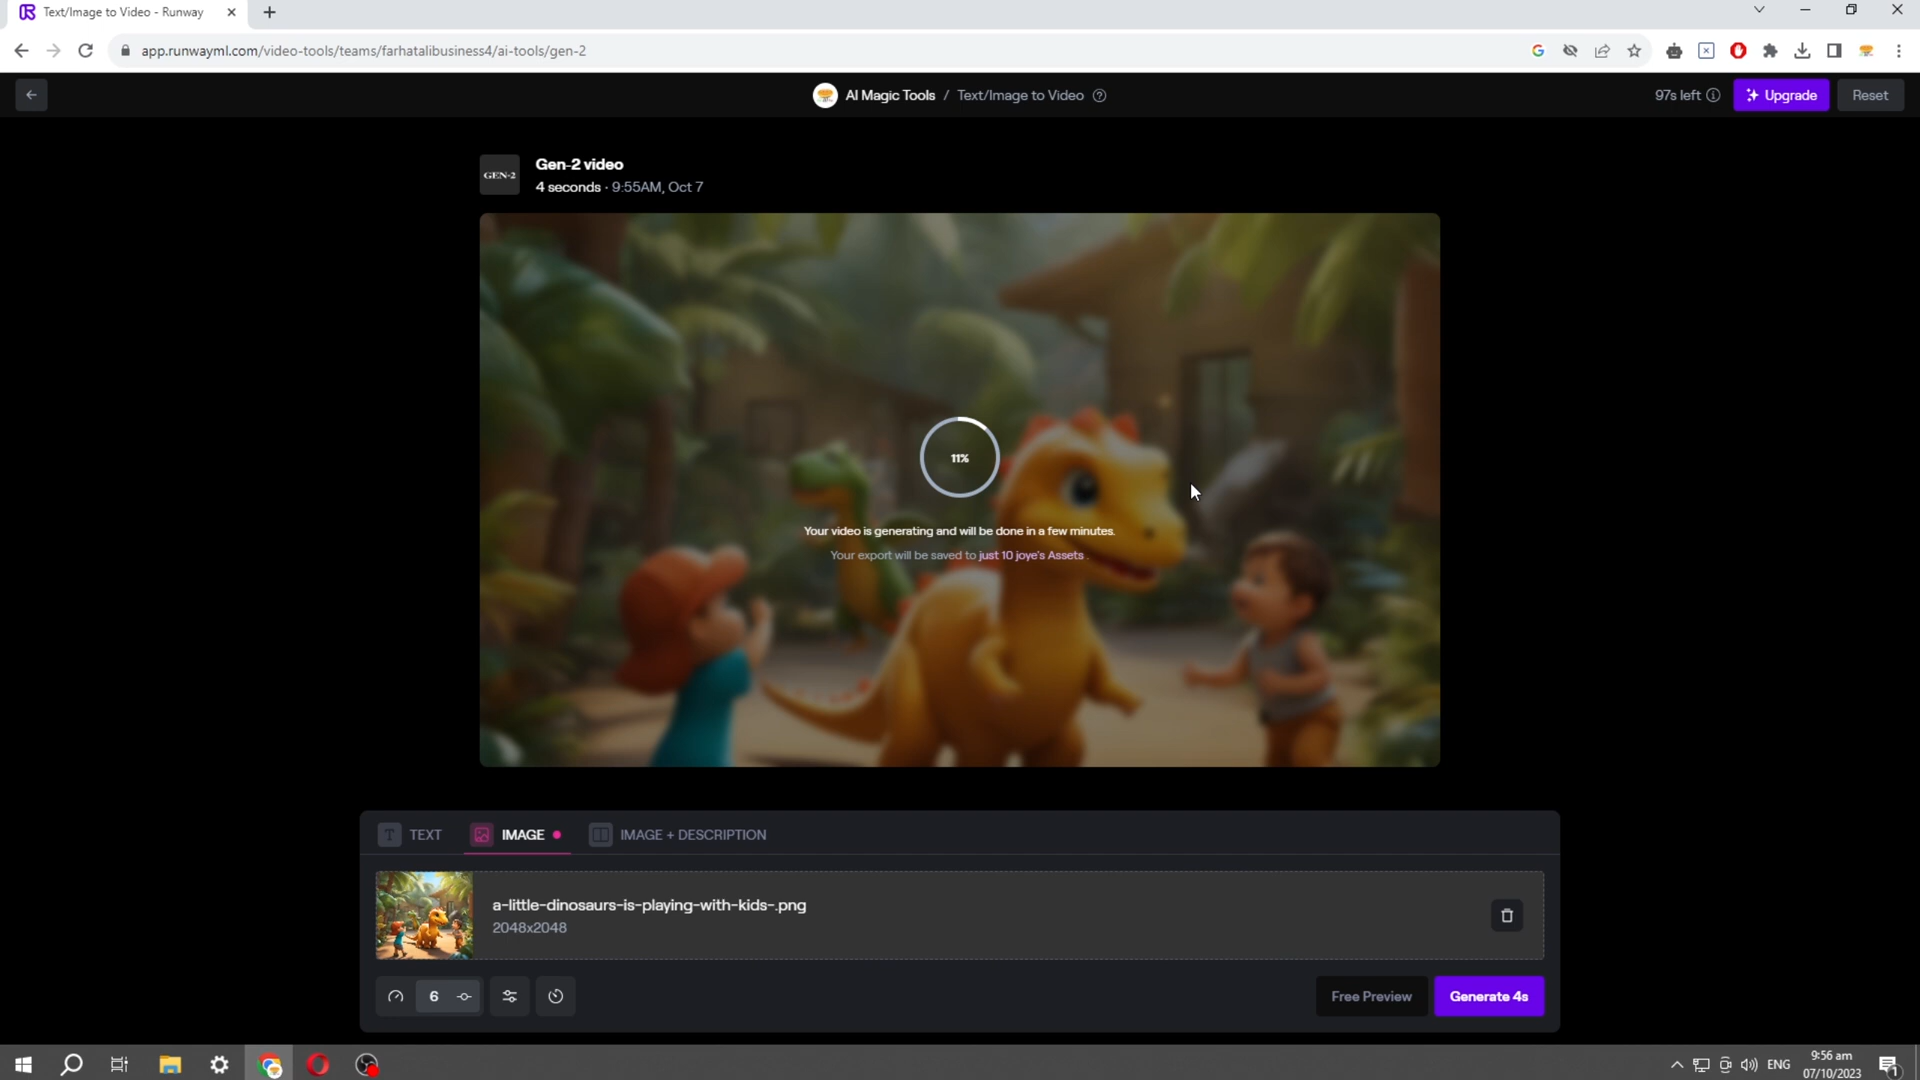 Text/Image to Video - Runway
app.runwayml.com/video-tools/teams/farhatalibusiness4/ai-tools/gen-2
AI Magic Tools / Text/Image to Video
97s left
Upgrade
Reset
GEN-2
Gen-2 video
4 seconds · 9:55AM, Oct 7
11%
Your video is generating and will be done in a few minutes.
Your export will be saved to just 10 joye's Assets .
T TEXT
IMAGE
IMAGE + DESCRIPTION
a-little-dinosaurs-is-playing-with-kids-.png
2048x2048
6
Free Preview
Generate 4s
ENG
9:56 am
07/10/2023
1